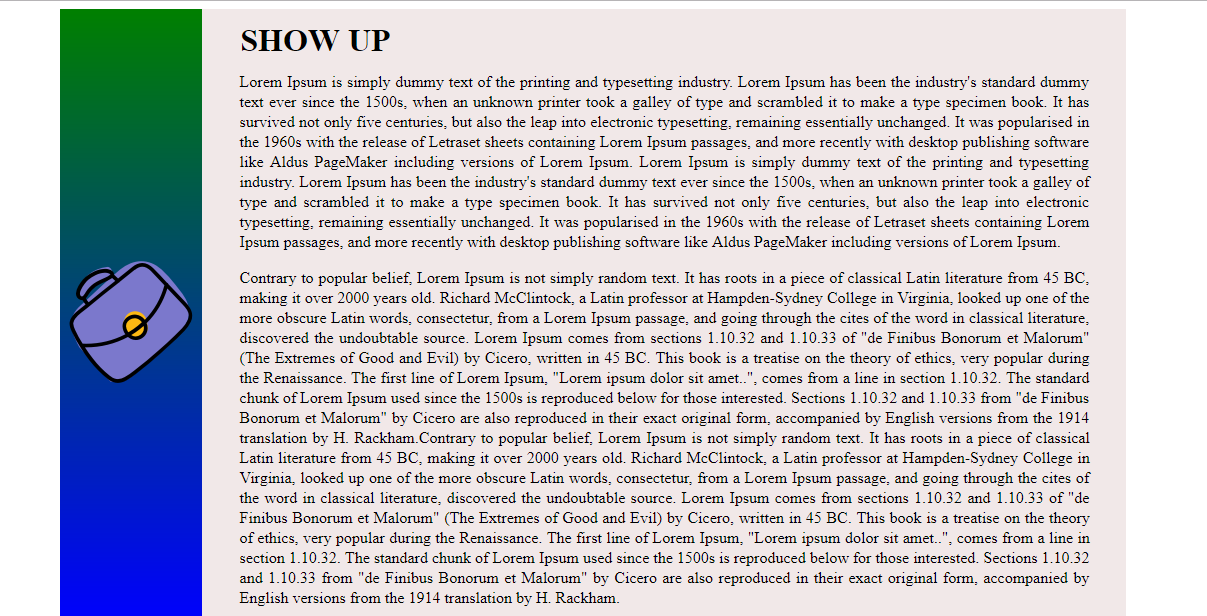 SHOW UP
Lorem Ipsum is simply dummy text of the printing and typesetting industry. Lorem Ipsum has been the industry's standard dummy
text ever since the 1500s, when an unknown printer took a galley of type and scrambled it to make a type specimen book. It has
survived not only five centuries, but also the leap into electronic typesetting, remaining essentially unchanged. It was popularised in
the 1960s with the release of Letraset sheets containing Lorem Ipsum passages, and more recently with desktop publishing software
like Aldus PageMaker including versions of Lorem Ipsum. Lorem Ipsum is simply dummy text of the printing and typesetting
industry. Lorem Ipsum has been the industry's standard dummy text ever since the 1500s, when an unknown printer took a galley of
type and scrambled it to make a type specimen book. It has survived not only five centuries, but also the leap into electronic
typesetting, remaining essentially unchanged. It was popularised in the 1960s with the release of Letraset sheets containing Lorem
Ipsum passages, and more recently with desktop publishing software like Aldus PageMaker including versions of Lorem Ipsum.
Contrary to popular belief, Lorem Ipsum is not simply random text. It has roots in a piece of classical Latin literature from 45 BC,
making it over 2000 years old. Richard McClintock, a Latin professor at Hampden-Sydney College in Virginia, looked up one of the
more obscure Latin words, consectetur, from a Lorem Ipsum passage, and going through the cites of the word in classical literature,
discovered the undoubtable source. Lorem Ipsum comes from sections 1.10.32 and 1.10.33 of "de Finibus Bonorum et Malorum"
(The Extremes of Good and Evil) by Cicero, written in 45 BC. This book is a treatise on the theory of ethics, very popular during
the Renaissance. The first line of Lorem Ipsum, "Lorem ipsum dolor sit amet..", comes from a line in section 1.10.32. The standard
chunk of Lorem Ipsum used since the 1500s is reproduced below for those interested. Sections 1.10.32 and 1.10.33 from "de Finibus
Bonorum et Malorum" by Cicero are also reproduced in their exact original form, accompanied by English versions from the 1914
translation by H. Rackham.Contrary to popular belief, Lorem Ipsum is not simply random text. It has roots in a piece of classical
Latin literature from 45 BC, making it over 2000 years old. Richard McClintock, a Latin professor at Hampden-Sydney College in
Virginia, looked up one of the more obscure Latin words, consectetur, from a Lorem Ipsum passage, and going through the cites of
the word in classical literature, discovered the undoubtable source. Lorem Ipsum comes from sections 1.10.32 and 1.10.33 of "de
Finibus Bonorum et Malorum" (The Extremes of Good and Evil) by Cicero, written in 45 BC. This book is a treatise on the theory
of ethics, very popular during the Renaissance. The first line of Lorem Ipsum, "Lorem ipsum dolor sit amet..", comes from a line in
section 1.10.32. The standard chunk of Lorem Ipsum used since the 1500s is reproduced below for those interested. Sections 1.10.32
and 1.10.33 from "de Finibus Bonorum et Malorum" by Cicero are also reproduced in their exact original form, accompanied by
English versions from the 1914 translation by H. Rackham.